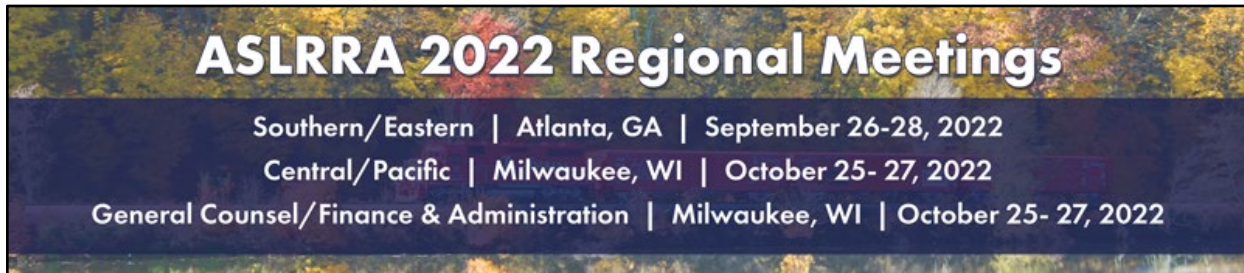 ASLRRA 2022 Regional Meetings
Southern/Eastern | Atlanta, GA | September 26-28, 2022
Central/Pacific | Milwaukee, WI | October 25- 27, 2022
General Counsel/Finance & Administration | Milwaukee, WI | October 25- 27, 2022